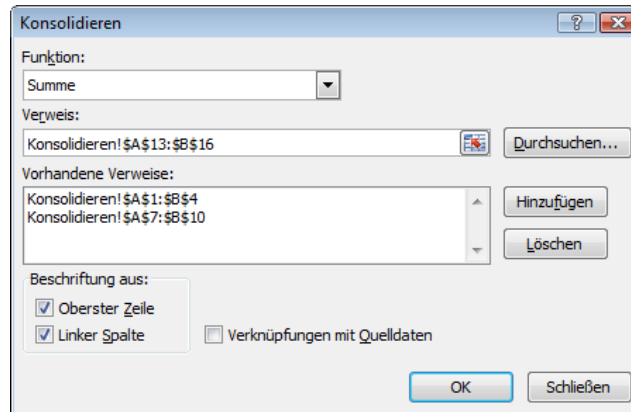 Konsolidieren
Funktion:
Summe
Verweis:
Konsolidieren!$A$13:$B$16
Durchsuchen...
Vorhandene Verweise:
Konsolidieren!$A$1:$B$4
Konsolidieren!$A$7:$B$10
Hinzufügen
Löschen
Beschriftung aus:
Oberster Zeile
Linker Spalte
Verknüpfungen mit Quelldaten
OK
Schließen